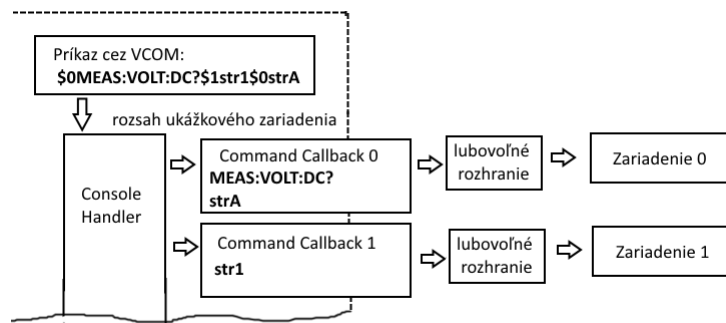 Príkaz cez VCOM:
$0MEAS:VOLT:DC?$1str1$0strA
rozsah ukážkového zariadenia
Console
Handler
Command Callback 0
MEAS:VOLT:DC?
strA
lubovoľné
rozhranie
Zariadenie 0
Command Callback 1
str1
lubovoľné
rozhranie
Zariadenie 1